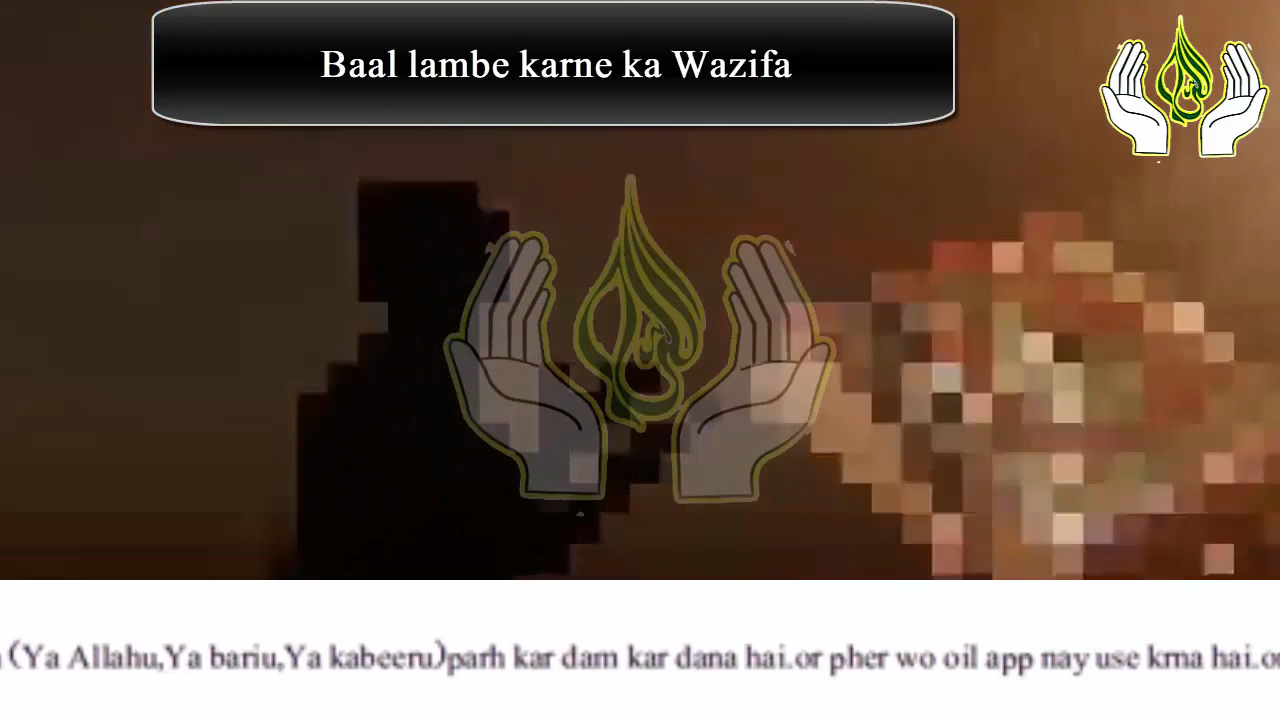 Baal lambe karne ka Wazifa
(Ya Allahu,Ya bariu,Ya kabeeru)parh kar dam kar dana hai.or pher wo oil app nay use krna hai.or